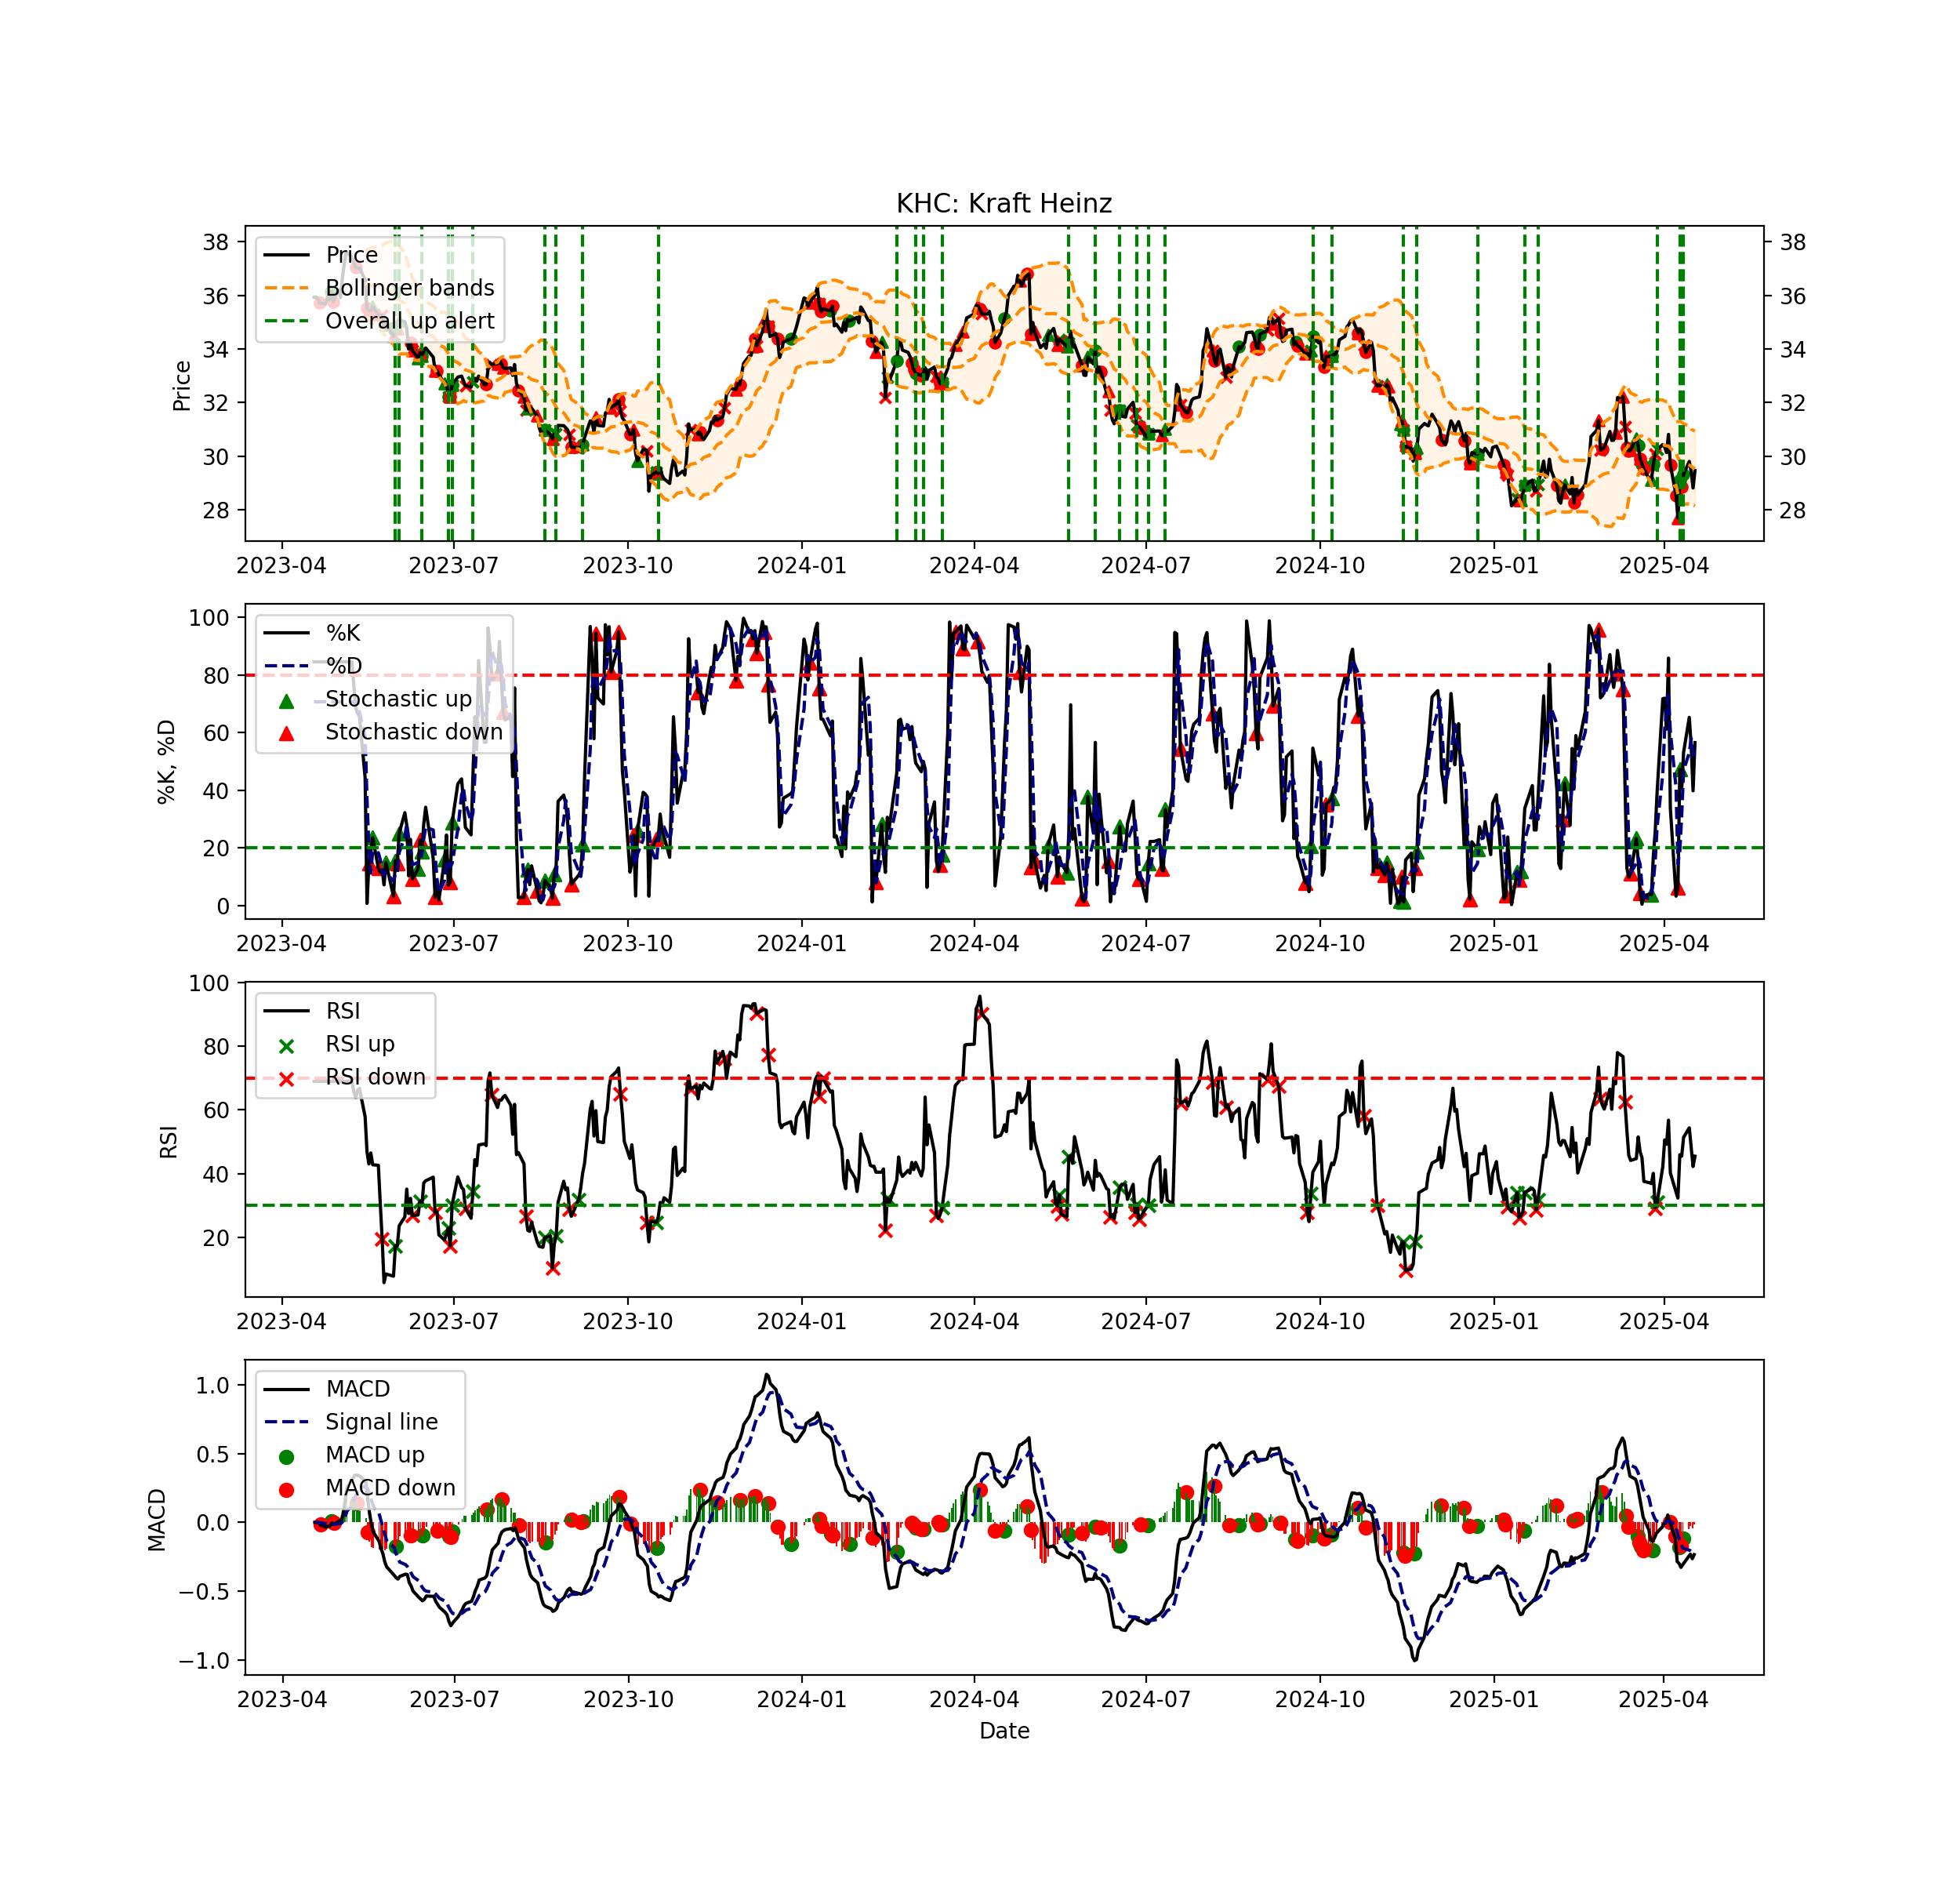 KHC: Kraft Heinz
38
36
34
32
30
28
Price
Price
Bollinger bands
Overall up alert
38
36
34
32
30
28
2023-04 2023-07 2023-10 2024-01 2024-04 2024-07 2024-10 2025-01 2025-04
100
80
60
40
20
0
%K, %D
%K
%D
Stochastic up
Stochastic down
2023-04 2023-07 2023-10 2024-01 2024-04 2024-07 2024-10 2025-01 2025-04
100
80
60
40
20
RSI
RSI
RSI up
RSI down
2023-04 2023-07 2023-10 2024-01 2024-04 2024-07 2024-10 2025-01 2025-04
1.0
0.5
0.0
−0.5
−1.0
MACD
MACD
Signal line
MACD up
MACD down
2023-04 2023-07 2023-10 2024-01 2024-04 2024-07 2024-10 2025-01 2025-04
Date